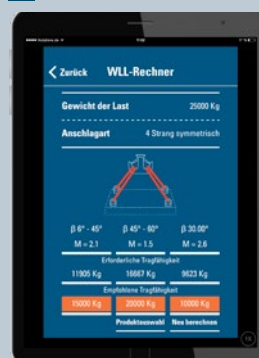 Zurück WLL-Rechner
Gewicht der Last 25000 Kg
Anschlagart 4 Strang symmetrisch
β 6° - 45° β 45° - 60° β 30.00°
M = 2.1 M = 1.5 M = 2.6
Erforderliche Tragfähigkeit
11905 Kg 16667 Kg 9623 Kg
Empfohlene Tragfähigkeit
15000 Kg 20000 Kg 10000 Kg
Produktauswahl Neu berechnen